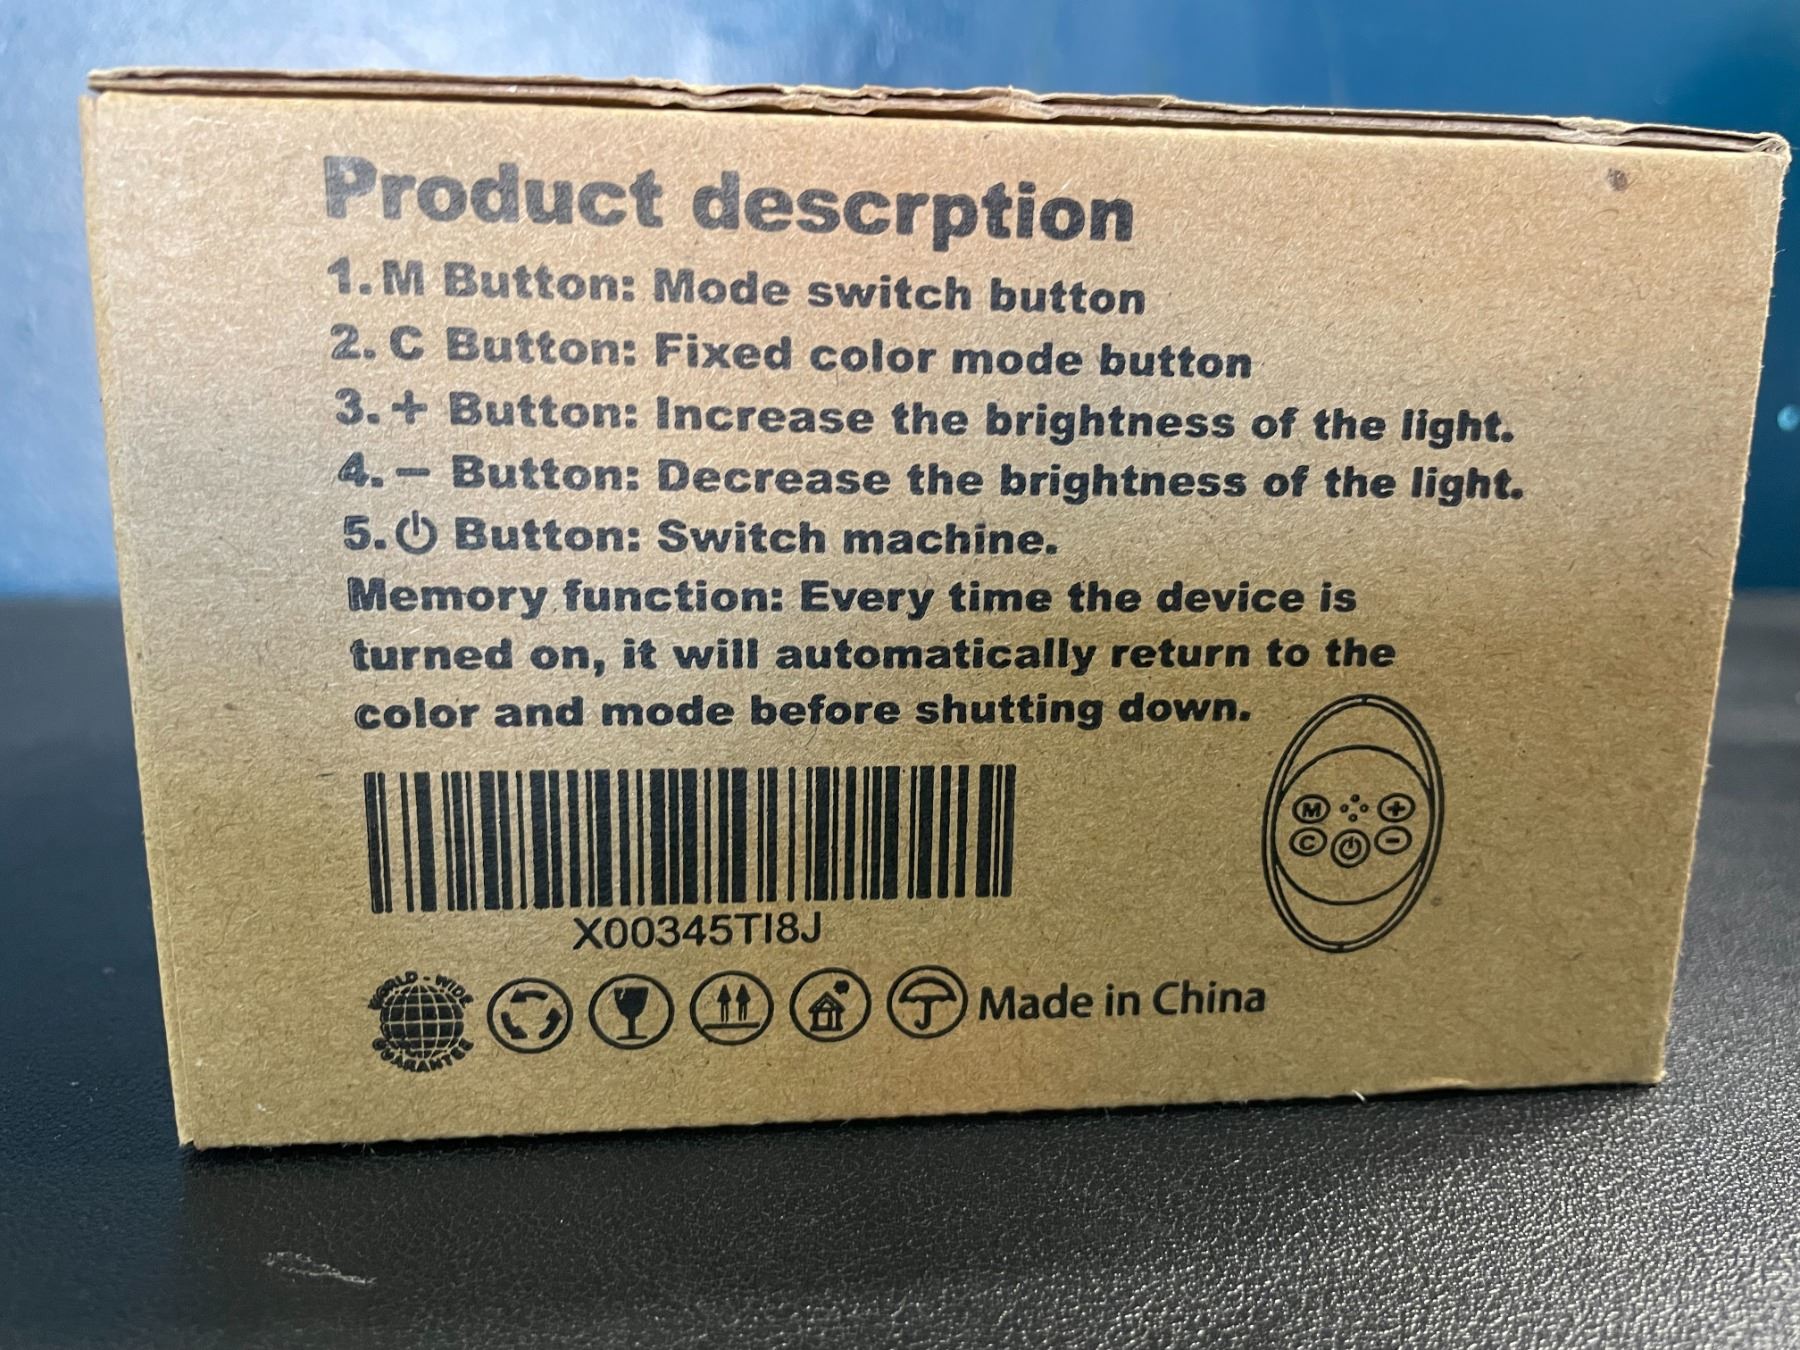 Product descrption
1. M Button: Mode switch button
2. C Button: Fixed color mode button
3. + Button: Increase the brightness of the light.
4. − Button: Decrease the brightness of the light.
5. ⏻ Button: Switch machine.
Memory function: Every time the device is
turned on, it will automatically return to the
color and mode before shutting down.
M +
C ⏻ −
X00345TI8J
WORLD-WIDE
GUARANTEE
Made in China